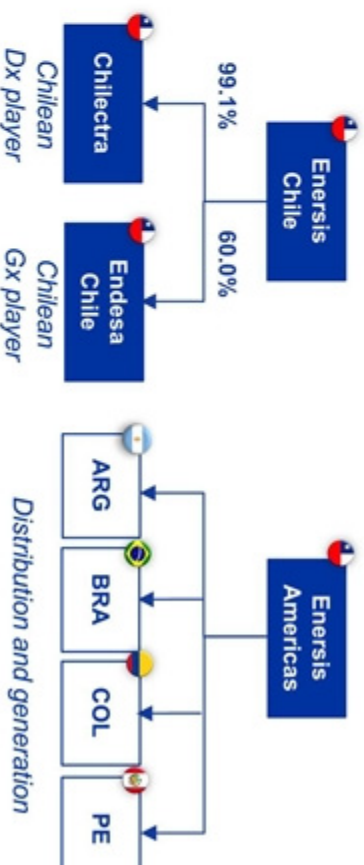 Enersis
Chile
99.1%
60.0%
Chilectra
Endesa
Chile
Chilean
Dx player
Chilean
Gx player
Enersis
Americas
ARG
BRA
COL
PE
Distribution and generation